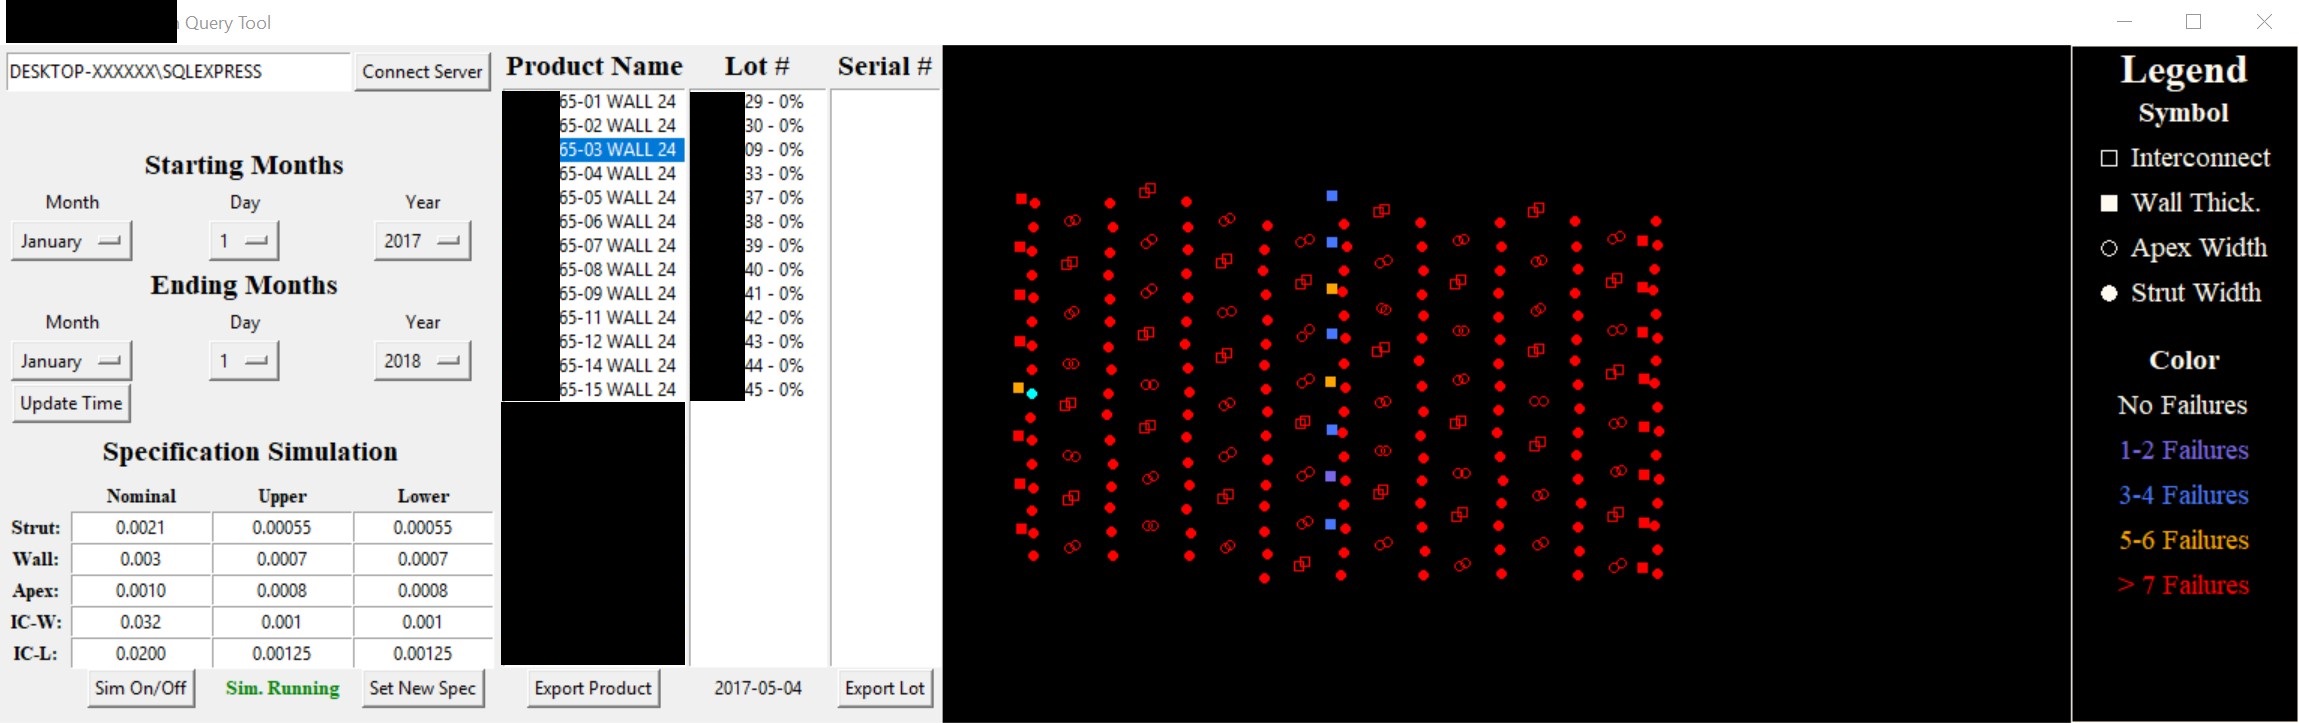 Query Tool
DESKTOP-XXXXXX\SQLEXPRESS
Connect Server
Starting Months
Month Day Year
January 1 2017
Ending Months
Month Day Year
January 1 2018
Update Time
Specification Simulation
Nominal Upper Lower
Strut: 0.0021 0.00055 0.00055
Wall: 0.003 0.0007 0.0007
Apex: 0.0010 0.0008 0.0008
IC-W: 0.032 0.001 0.001
IC-L: 0.0200 0.00125 0.00125
Sim On/Off Sim. Running Set New Spec
Product Name
65-01 WALL 24
65-02 WALL 24
65-03 WALL 24
65-04 WALL 24
65-05 WALL 24
65-06 WALL 24
65-07 WALL 24
65-08 WALL 24
65-09 WALL 24
65-11 WALL 24
65-12 WALL 24
65-14 WALL 24
65-15 WALL 24
Export Product
Lot #
29 - 0%
30 - 0%
09 - 0%
33 - 0%
37 - 0%
38 - 0%
39 - 0%
40 - 0%
41 - 0%
42 - 0%
43 - 0%
44 - 0%
45 - 0%
2017-05-04
Serial #
Export Lot
Legend
Symbol
Interconnect
Wall Thick.
Apex Width
Strut Width
Color
No Failures
1-2 Failures
3-4 Failures
5-6 Failures
> 7 Failures